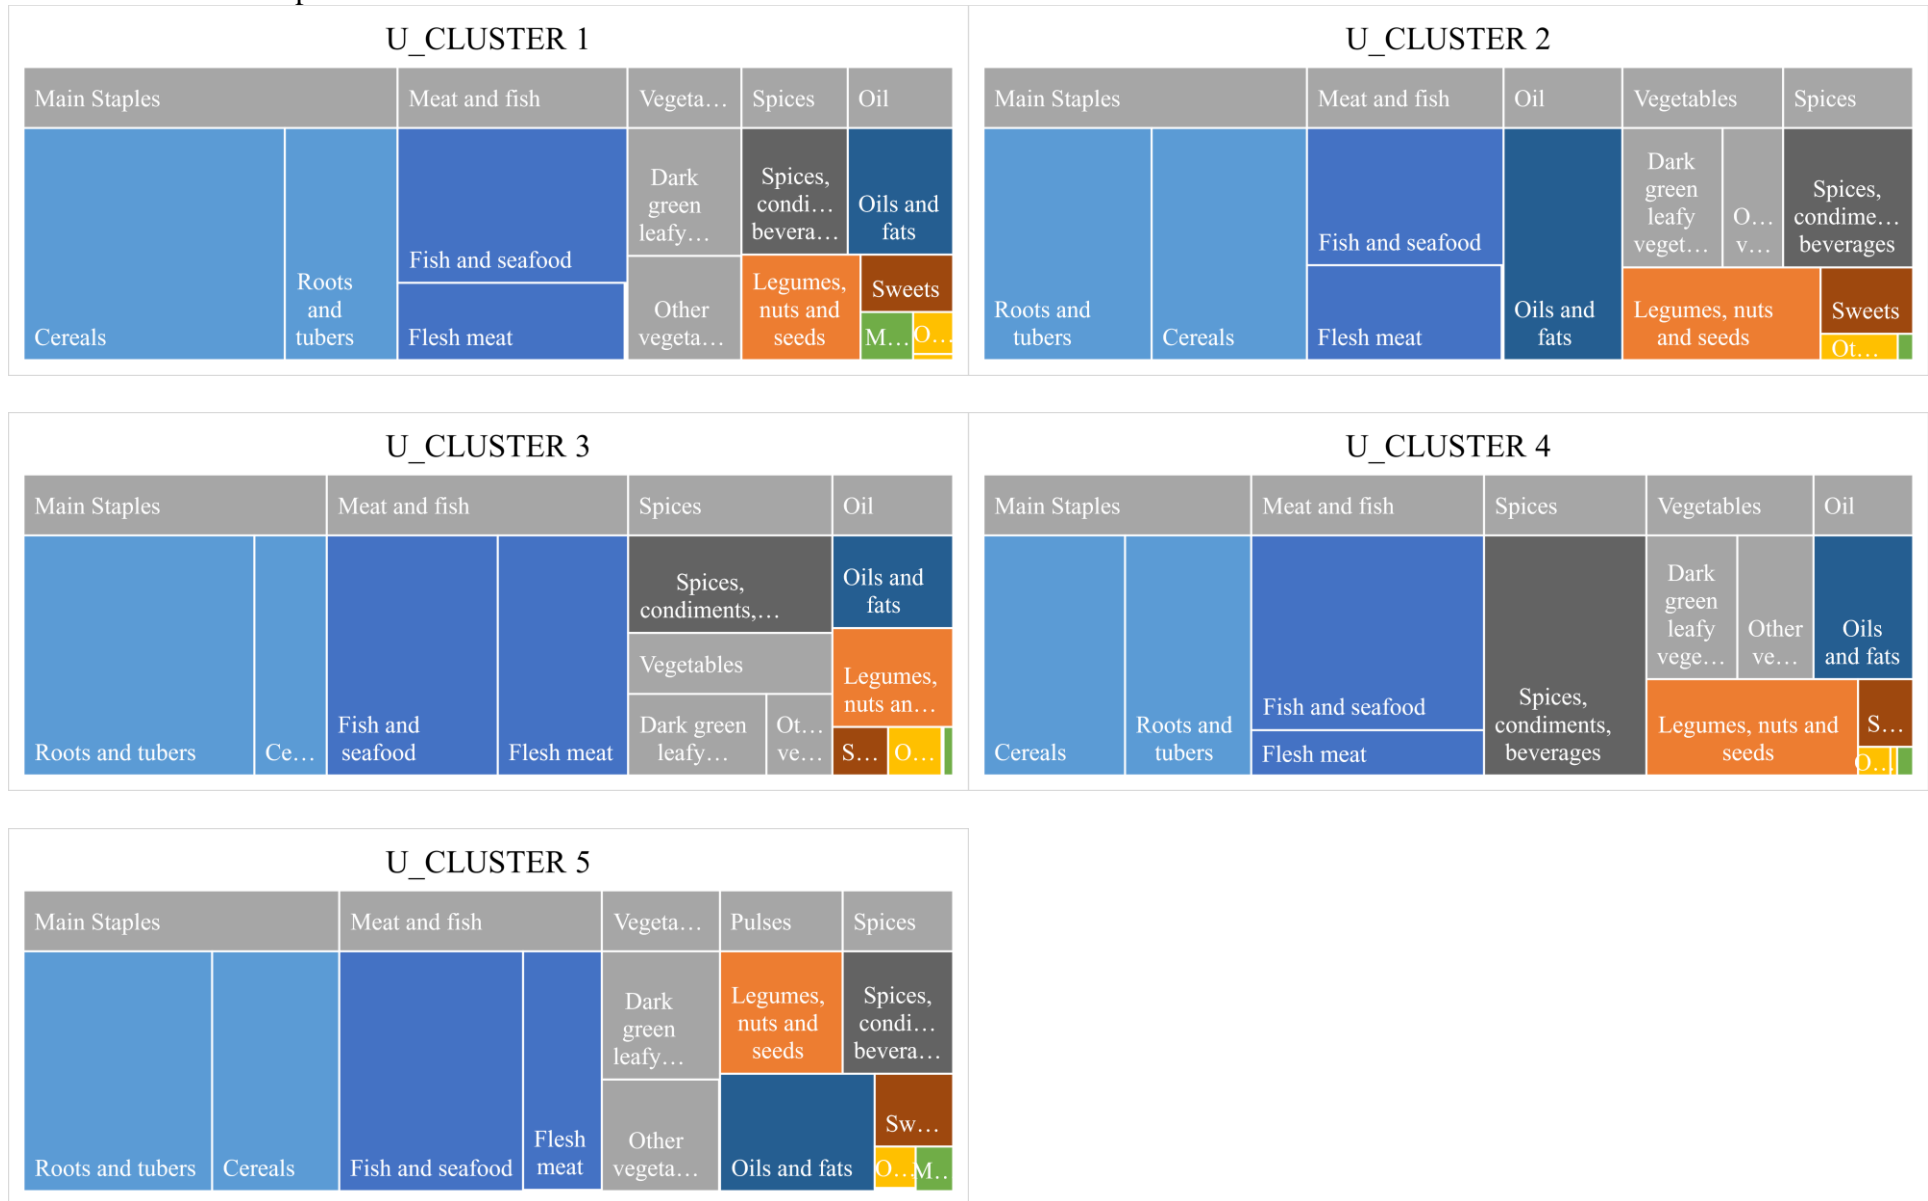 U_CLUSTER 1
Main Staples
Meat and fish
Vegeta…
Spices
Oil
Cereals
Roots
and
tubers
Fish and seafood
Flesh meat
Dark
green
leafy…
Other
vegeta…
Spices,
condi…
bevera…
Oils and
fats
Legumes,
nuts and
seeds
Sweets
M…
O…
U_CLUSTER 2
Main Staples
Meat and fish
Oil
Vegetables
Spices
Roots and
tubers
Cereals
Fish and seafood
Flesh meat
Oils and
fats
Dark
green
leafy
veget…
O…
v…
Spices,
condime…
beverages
Legumes, nuts
and seeds
Sweets
Ot…
U_CLUSTER 3
Main Staples
Meat and fish
Spices
Oil
Roots and tubers
Ce…
Fish and
seafood
Flesh meat
Spices,
condiments,…
Vegetables
Dark green
leafy…
Ot…
ve…
Oils and
fats
Legumes,
nuts an…
S…
O…
U_CLUSTER 4
Main Staples
Meat and fish
Spices
Vegetables
Oil
Cereals
Roots and
tubers
Fish and seafood
Flesh meat
Spices,
condiments,
beverages
Dark
green
leafy
vege…
Other
ve…
Oils
and fats
Legumes, nuts and
seeds
S…
O…
U_CLUSTER 5
Main Staples
Meat and fish
Vegeta…
Pulses
Spices
Roots and tubers
Cereals
Fish and seafood
Flesh
meat
Dark
green
leafy…
Other
vegeta…
Legumes,
nuts and
seeds
Spices,
condi…
bevera…
Oils and fats
Sw…
O…
M…